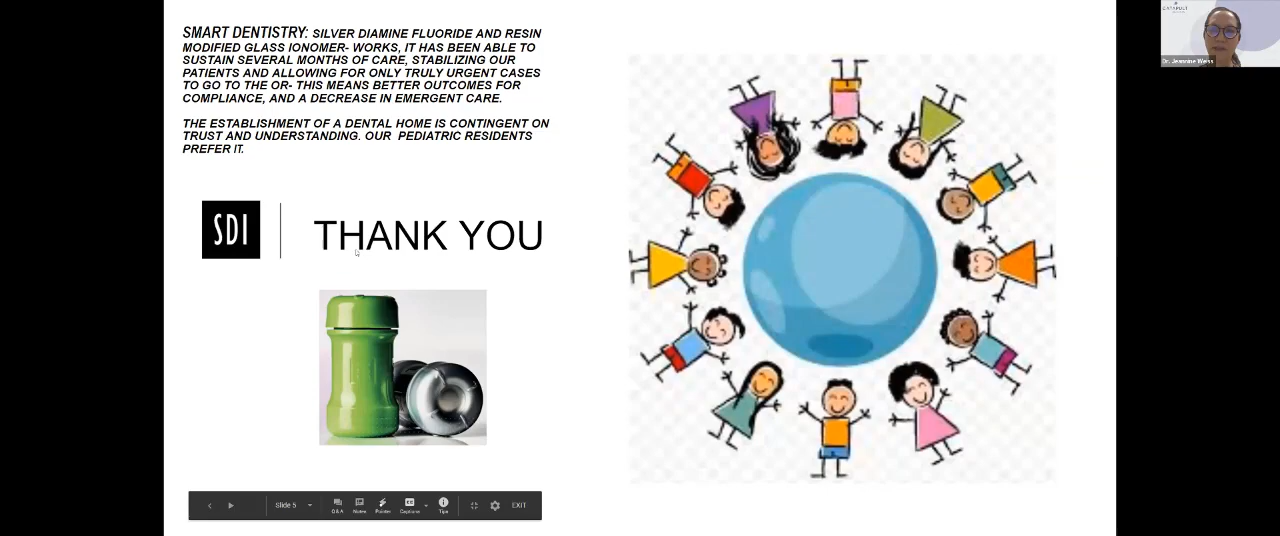 SMART DENTISTRY: SILVER DIAMINE FLUORIDE AND RESIN
MODIFIED GLASS IONOMER- WORKS, IT HAS BEEN ABLE TO
SUSTAIN SEVERAL MONTHS OF CARE, STABILIZING OUR
PATIENTS AND ALLOWING FOR ONLY TRULY URGENT CASES
TO GO TO THE OR- THIS MEANS BETTER OUTCOMES FOR
COMPLIANCE, AND A DECREASE IN EMERGENT CARE.
THE ESTABLISHMENT OF A DENTAL HOME IS CONTINGENT ON
TRUST AND UNDERSTANDING. OUR PEDIATRIC RESIDENTS
PREFER IT.
SDI
THANK YOU
Slide 5
Q&A
Notes
Pointer
Captions
Tips
EXIT
CATAPULT
Dr. Jeannine Weiss